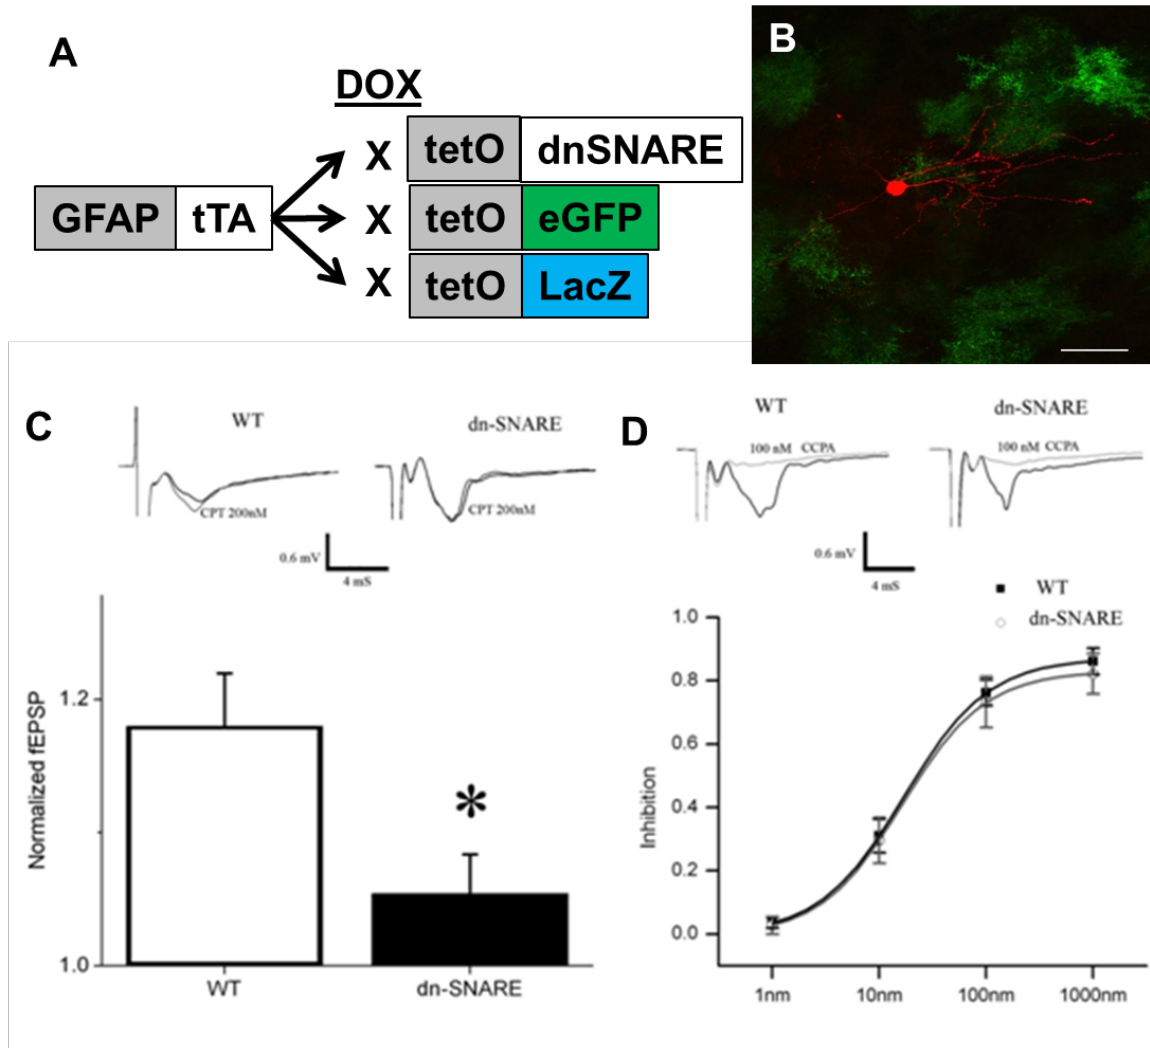 A
DOX
X tetO dnSNARE
GFAP tTA X tetO eGFP
X tetO LacZ
B
C
WT
dn-SNARE
CPT 200nM
CPT 200nM
0.6 mV
4 mS
Normalized fEPSP
1.2
*
1.0
WT
dn-SNARE
D
WT
dn-SNARE
100 nM CCPA
100 nM CCPA
0.6 mV
4 mS
WT
dn-SNARE
Inhibition
1.0
0.8
0.6
0.4
0.2
0.0
1nm
10nm
100nm
1000nm